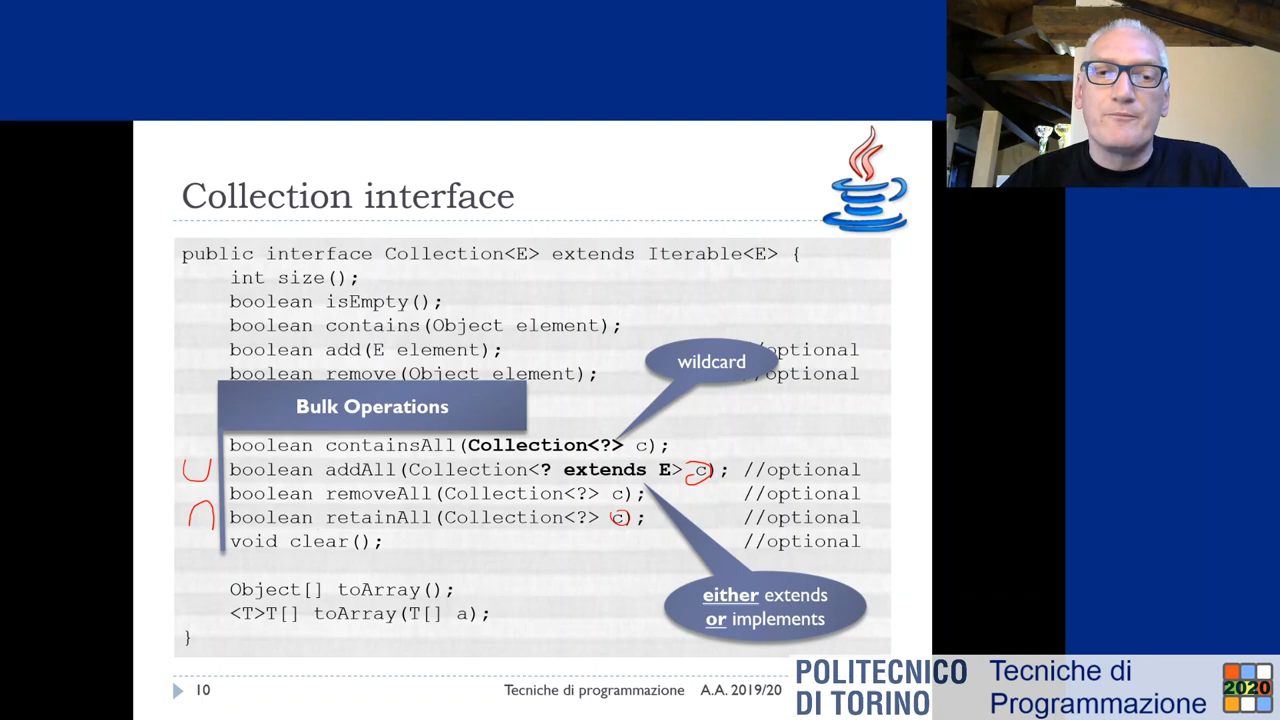 Collection interface
public interface Collection<E> extends Iterable<E> {
int size();
boolean isEmpty();
boolean contains(Object element);
boolean add(E element); //optional
boolean remove(Object element); //optional
wildcard
Bulk Operations
boolean containsAll(Collection<?> c);
boolean addAll(Collection<? extends E> c); //optional
boolean removeAll(Collection<?> c); //optional
boolean retainAll(Collection<?> c); //optional
void clear(); //optional
Object[] toArray();
<T>T[] toArray(T[] a);
}
either extends
or implements
10 Tecniche di programmazione A.A. 2019/20
POLITECNICO
DI TORINO
Tecniche di
Programmazione
2020